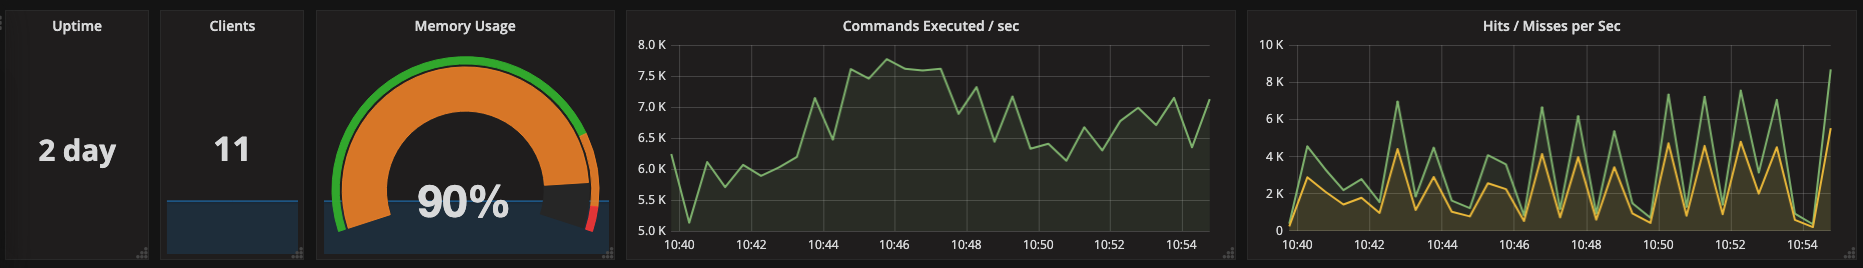 Uptime
2 day
Clients
11
Memory Usage
90%
Commands Executed / sec
8.0 K
7.5 K
7.0 K
6.5 K
6.0 K
5.5 K
5.0 K
10:40 10:42 10:44 10:46 10:48 10:50 10:52 10:54
Hits / Misses per Sec
10 K
8 K
6 K
4 K
2 K
0
10:40 10:42 10:44 10:46 10:48 10:50 10:52 10:54